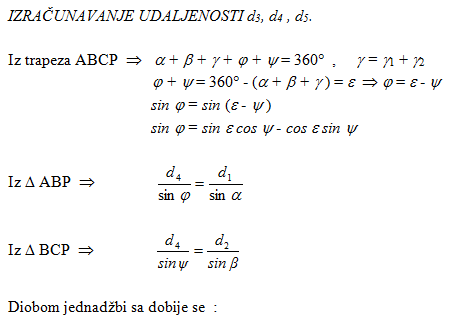 IZRAČUNAVANJE UDALJENOSTI d3, d4 , d5.
Iz trapeza ABCP ⇒ α + β + γ + φ + ψ = 360° , γ = γ1 + γ2
φ + ψ = 360° - (α + β + γ) = ε ⇒ φ = ε - ψ
sin φ = sin (ε - ψ)
sin φ = sin ε cos ψ - cos ε sin ψ
Iz Δ ABP ⇒ d4 / sin φ = d1 / sin α
Iz Δ BCP ⇒ d4 / sin ψ = d2 / sin β
Diobom jednadžbi sa dobije se :